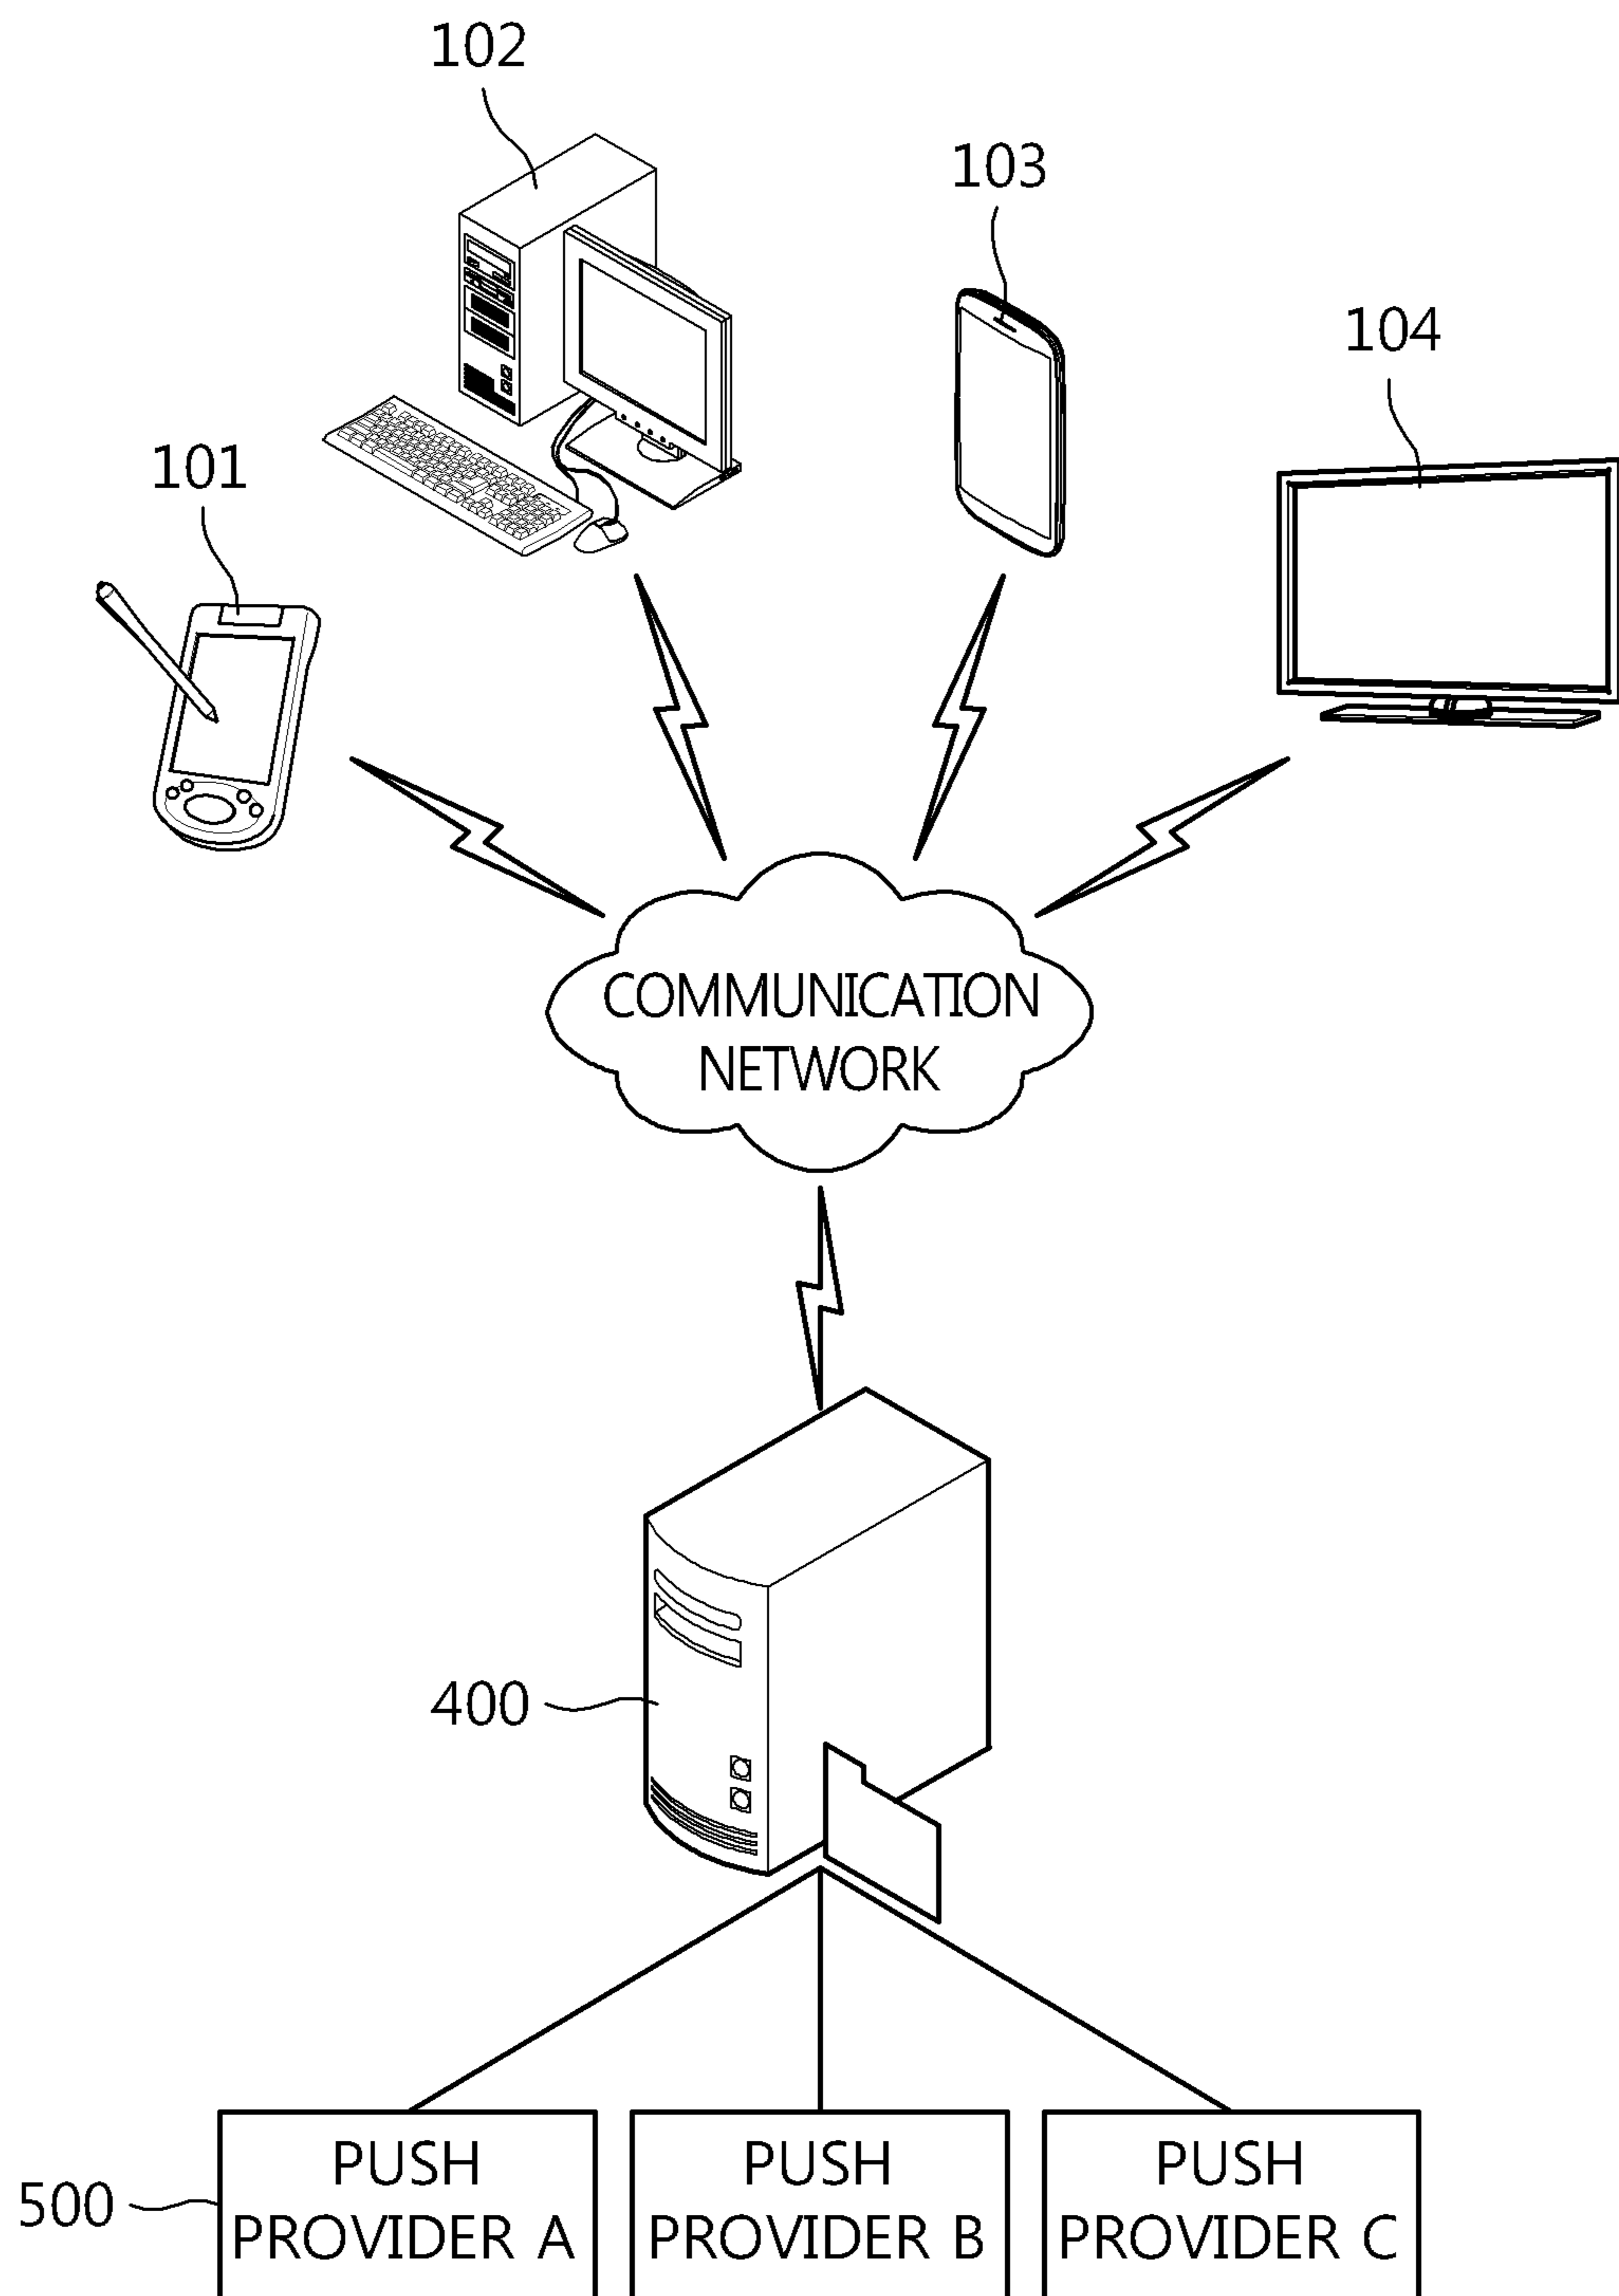 102
103
104
101
COMMUNICATION
NETWORK
400
500
PUSH
PROVIDER A
PUSH
PROVIDER B
PUSH
PROVIDER C